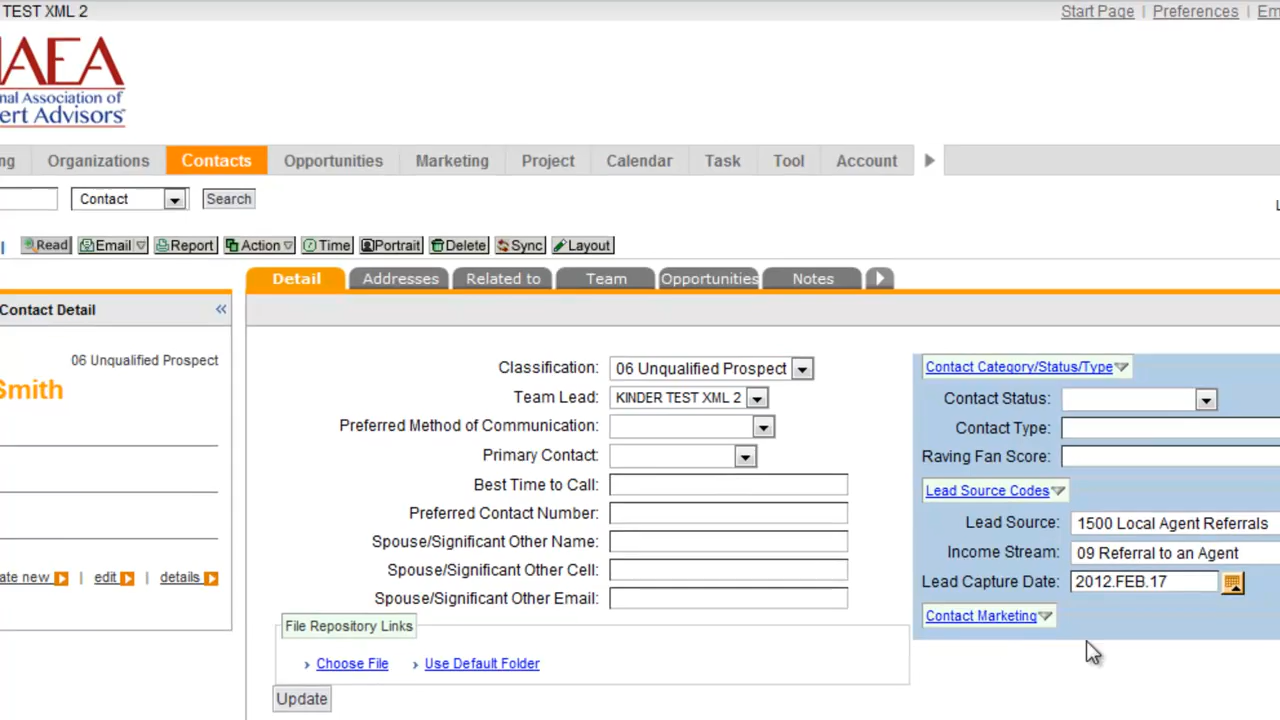 TEST XML 2
Start Page | Preferences | Em
AEA
nal Association of
ert Advisors
ng Organizations Contacts Opportunities Marketing Project Calendar Task Tool Account
Contact Search
Read Email Report Action Time Portrait Delete Sync Layout
Detail Addresses Related to Team Opportunities Notes
Contact Detail «
06 Unqualified Prospect
Smith
ate new | edit | details
Classification: 06 Unqualified Prospect
Team Lead: KINDER TEST XML 2
Preferred Method of Communication:
Primary Contact:
Best Time to Call:
Preferred Contact Number:
Spouse/Significant Other Name:
Spouse/Significant Other Cell:
Spouse/Significant Other Email:
File Repository Links
› Choose File › Use Default Folder
Update
Contact Category/Status/Type
Contact Status:
Contact Type:
Raving Fan Score:
Lead Source Codes
Lead Source: 1500 Local Agent Referrals
Income Stream: 09 Referral to an Agent
Lead Capture Date: 2012.FEB.17
Contact Marketing